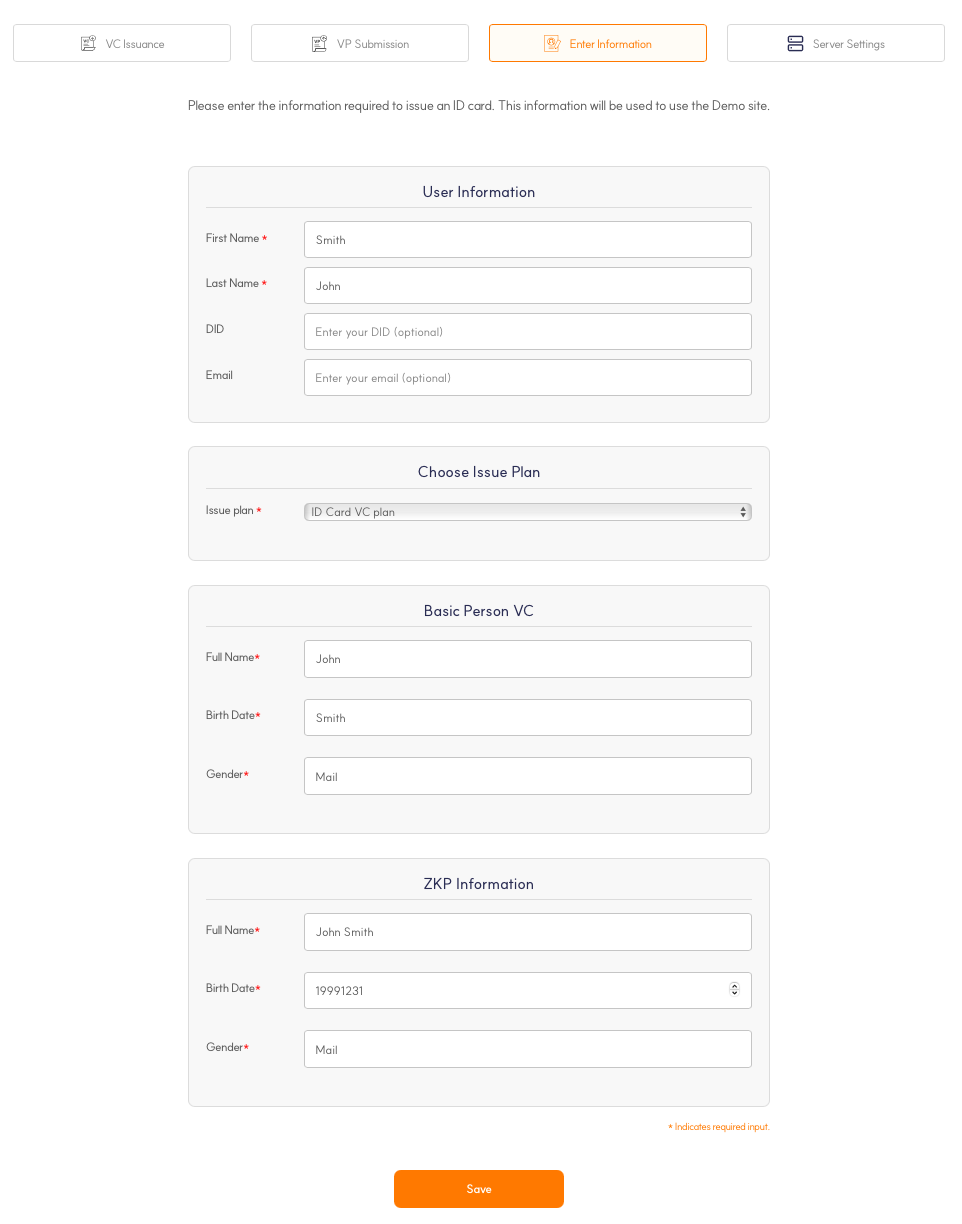 VC Issuance
VP Submission
Enter Information
Server Settings
Please enter the information required to issue an ID card. This information will be used to use the Demo site.
User Information
First Name * Smith
Last Name * John
DID Enter your DID (optional)
Email Enter your email (optional)
Choose Issue Plan
Issue plan * ID Card VC plan
Basic Person VC
Full Name* John
Birth Date* Smith
Gender* Mail
ZKP Information
Full Name* John Smith
Birth Date* 19991231
Gender* Mail
* Indicates required input.
Save